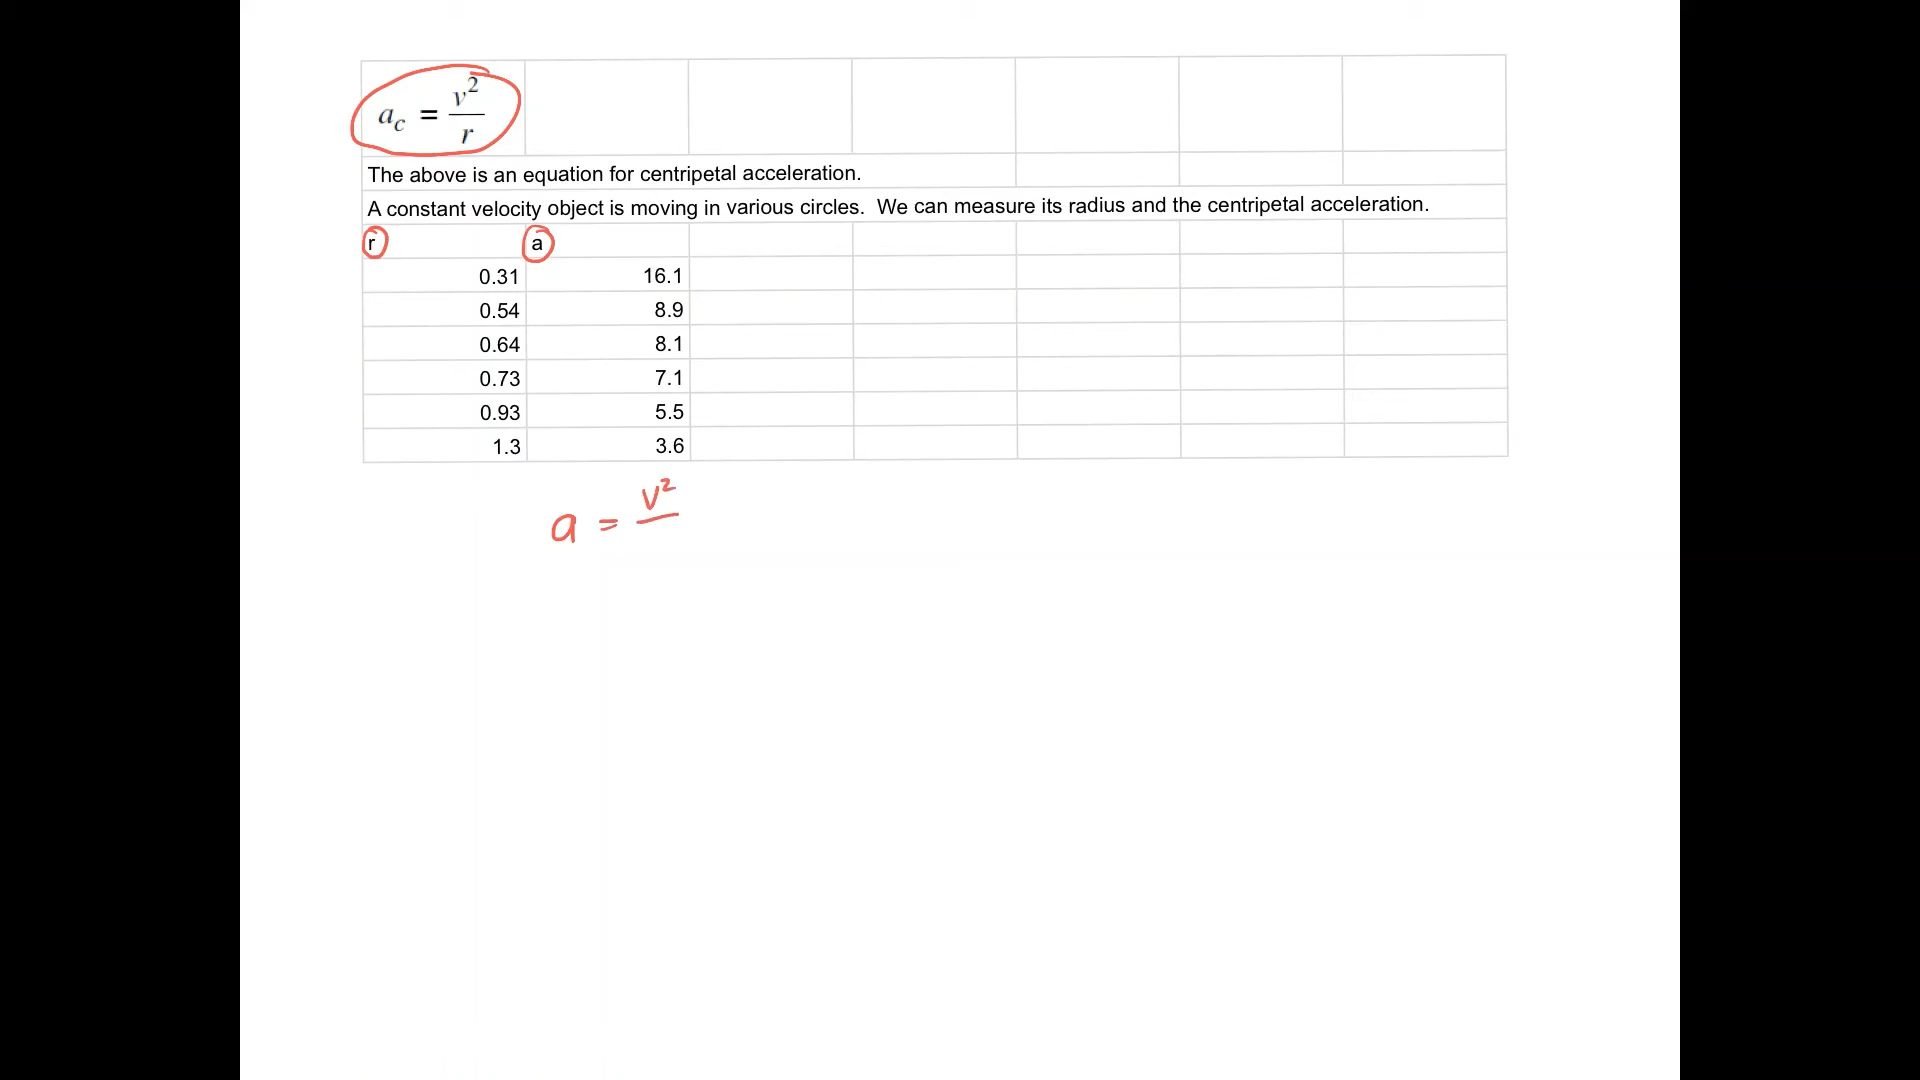 a_c = v²/r
The above is an equation for centripetal acceleration.
A constant velocity object is moving in various circles.  We can measure its radius and the centripetal acceleration.
r a
0.31 16.1
0.54 8.9
0.64 8.1
0.73 7.1
0.93 5.5
1.3 3.6
a = v²/